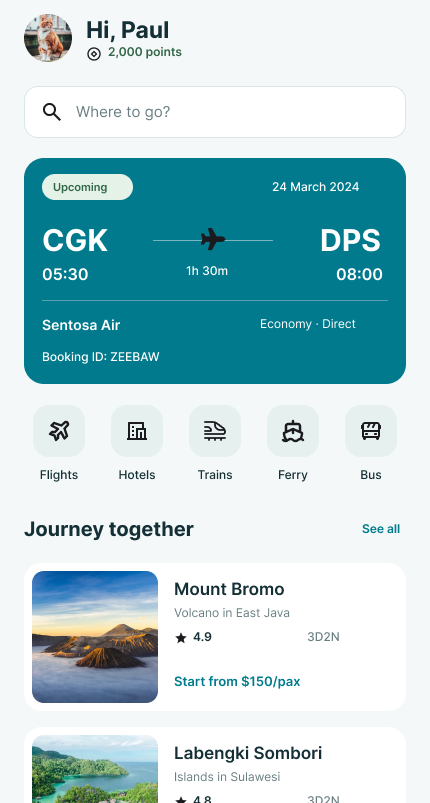 Hi, Paul
2,000 points
Where to go?
Upcoming
24 March 2024
CGK
DPS
05:30
1h 30m
08:00
Sentosa Air
Economy · Direct
Booking ID: ZEEBAW
Flights
Hotels
Trains
Ferry
Bus
Journey together
See all
Mount Bromo
Volcano in East Java
4.9
3D2N
Start from $150/pax
Labengki Sombori
Islands in Sulawesi
4.8
3D2N